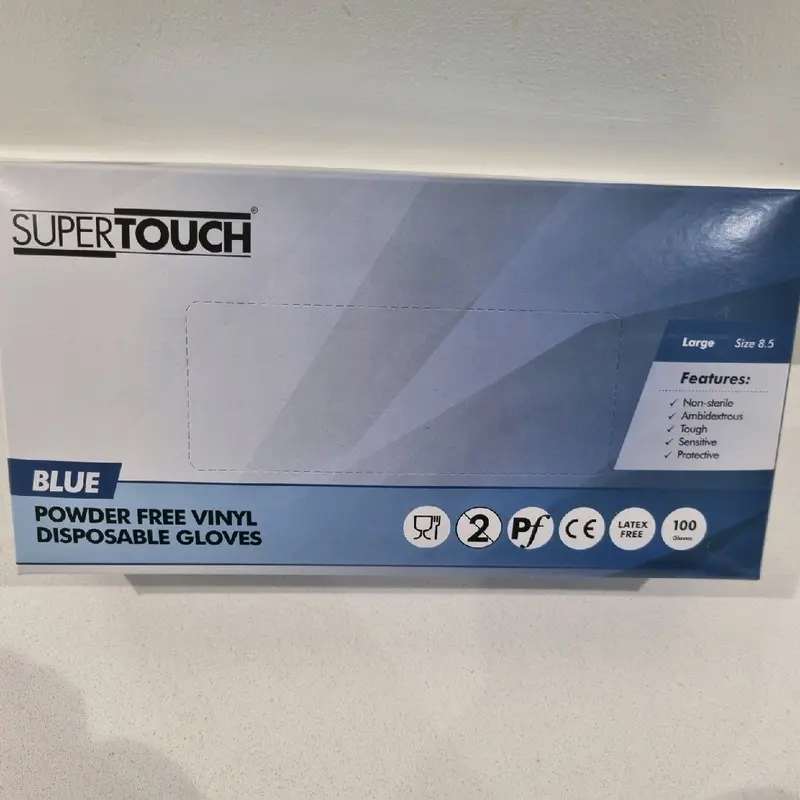 SUPERTOUCH®
Large Size 8.5
Features:
✓ Non-sterile
✓ Ambidextrous
✓ Tough
✓ Sensitive
✓ Protective
BLUE
POWDER FREE VINYL
DISPOSABLE GLOVES
2
Pf
CE
LATEX
FREE
100
Gloves